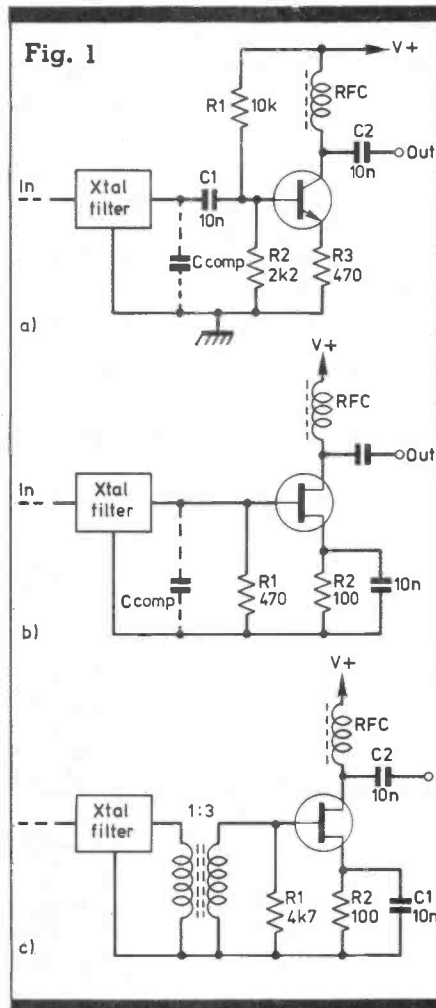 Fig. 1
V+
R1
10k
RFC
C2
10n
Out
In
Xtal
filter
C1
10n
C comp
R2
2k2
R3
470
a)
V+
RFC
Out
In
Xtal
filter
C comp
R1
470
R2
100
10n
b)
V+
RFC
C2
10n
Xtal
filter
1:3
R1
4k7
R2
100
C1
10n
c)